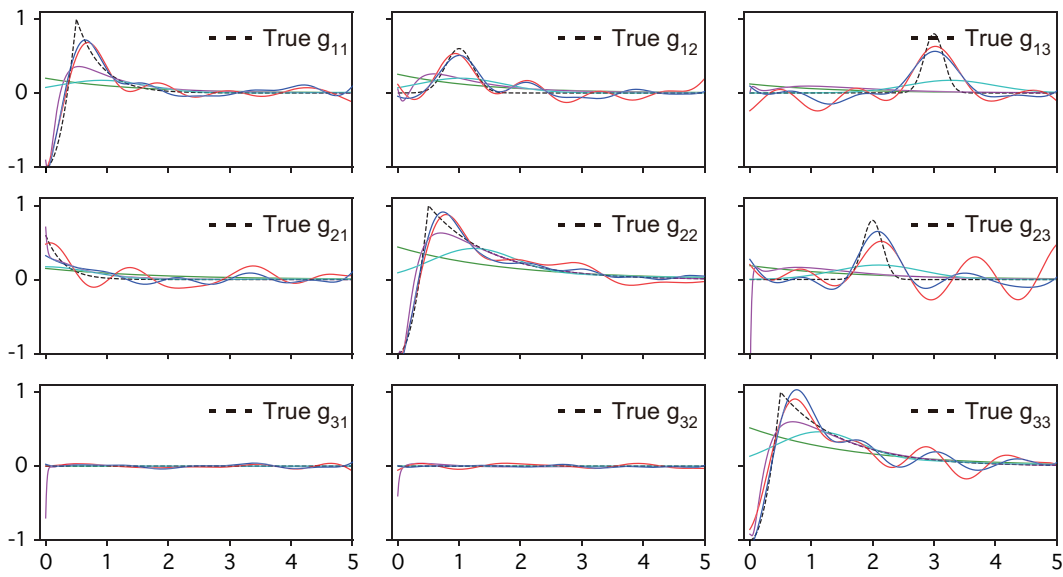 1
0
-1
True g11
True g12
True g13
1
0
-1
True g21
True g22
True g23
1
0
-1
True g31
True g32
True g33
0 1 2 3 4 5
0 1 2 3 4 5
0 1 2 3 4 5